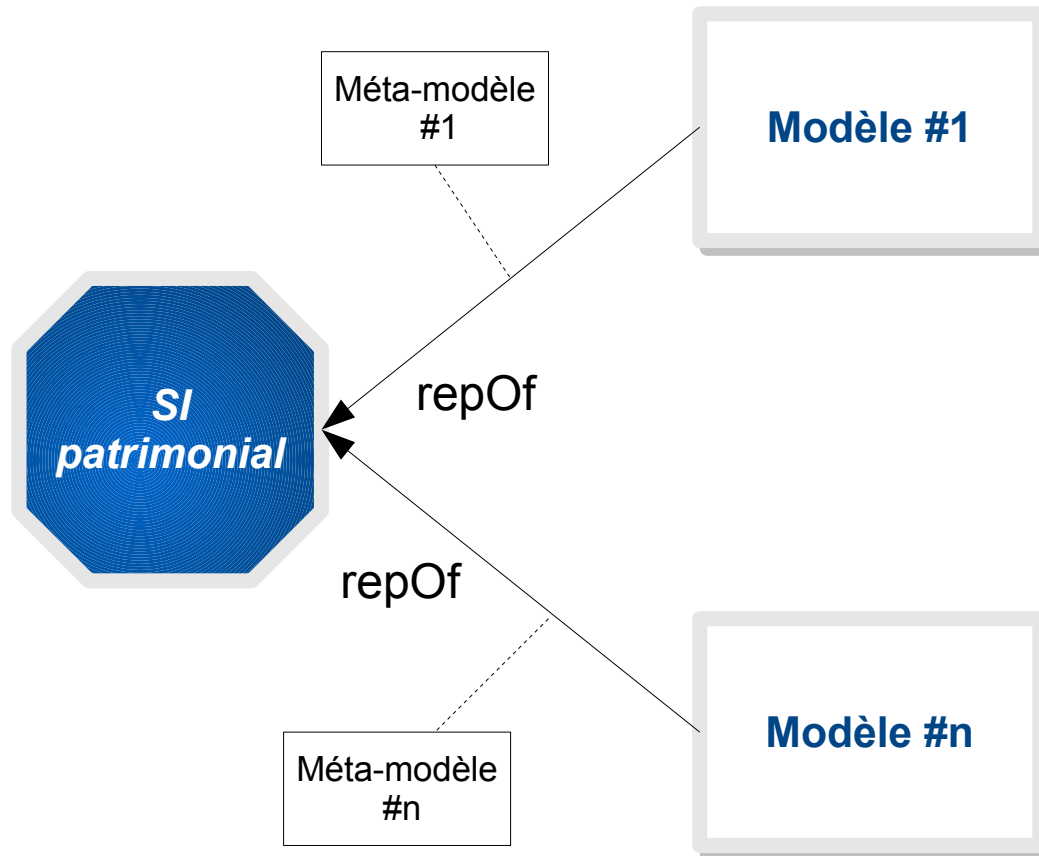 Méta-modèle
#1
Modèle #1
SI
patrimonial
repOf
repOf
Modèle #n
Méta-modèle
#n